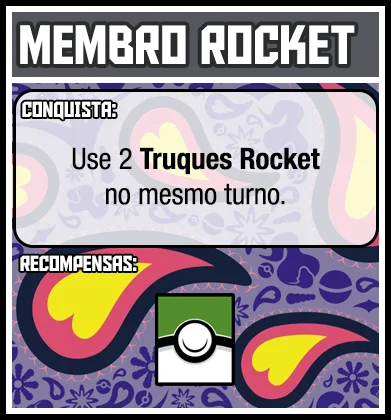 MEMBRO ROCKET
CONQUISTA:
Use 2 Truques Rocket
no mesmo turno.
RECOMPENSAS: